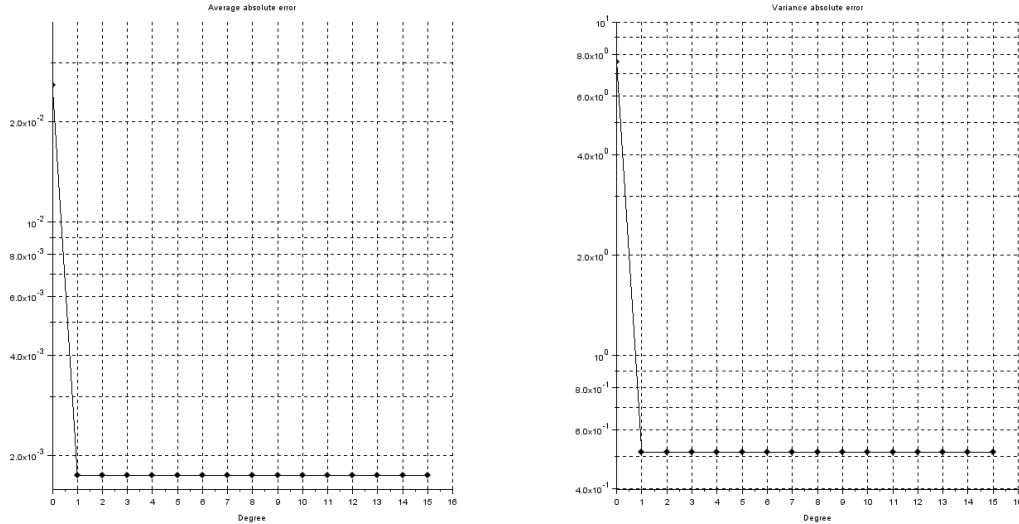 Average absolute error
2.0x10^-2
10^-2
8.0x10^-3
6.0x10^-3
4.0x10^-3
2.0x10^-3
0 1 2 3 4 5 6 7 8 9 10 11 12 13 14 15 16
Degree
Variance absolute error
10^1
8.0x10^0
6.0x10^0
4.0x10^0
2.0x10^0
10^0
8.0x10^-1
6.0x10^-1
4.0x10^-1
0 1 2 3 4 5 6 7 8 9 10 11 12 13 14 15 16
Degree